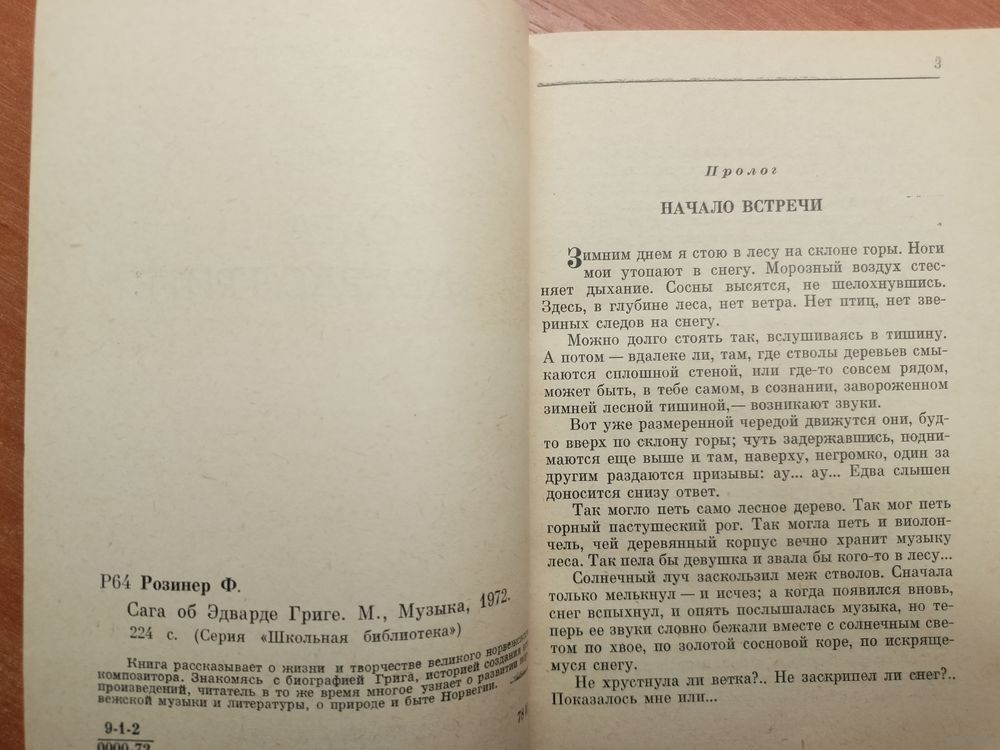 Р64 Розинер Ф.
Сага об Эдварде Григе. М., Музыка, 1972.
224 с. (Серия «Школьная библиотека»)
Книга рассказывает о жизни и творчестве великого норвежского
композитора. Знакомясь с биографией Грига, историей создания его
произведений, читатель в то же время многое узнает о развитии нор-
вежской музыки и литературы, о природе и быте Норвегии.
9-1-2
0000-72
78
3
Пролог
НАЧАЛО ВСТРЕЧИ
Зимним днем я стою в лесу на склоне горы. Ноги
мои утопают в снегу. Морозный воздух стес-
няет дыхание. Сосны высятся, не шелохнувшись.
Здесь, в глубине леса, нет ветра. Нет птиц, нет зве-
риных следов на снегу.
Можно долго стоять так, вслушиваясь в тишину.
А потом — вдалеке ли, там, где стволы деревьев смы-
каются сплошной стеной, или где-то совсем рядом,
может быть, в тебе самом, в сознании, завороженном
зимней лесной тишиной,— возникают звуки.
Вот уже размеренной чередой движутся они, буд-
то вверх по склону горы; чуть задержавшись, подни-
маются еще выше и там, наверху, негромко, один за
другим раздаются призывы: ау... ау... Едва слышен
доносится снизу ответ.
Так могло петь само лесное дерево. Так мог петь
горный пастушеский рог. Так могла петь и виолон-
чель, чей деревянный корпус вечно хранит музыку
леса. Так пела бы девушка и звала бы кого-то в лесу...
Солнечный луч заскользил меж стволов. Сначала
только мелькнул — и исчез; а когда появился вновь,
снег вспыхнул, и опять послышалась музыка, но те-
перь ее звуки словно бежали вместе с солнечным све-
том по хвое, по золотой сосновой коре, по искряще-
муся снегу.
Не хрустнула ли ветка?.. Не заскрипел ли снег?..
Показалось мне или...